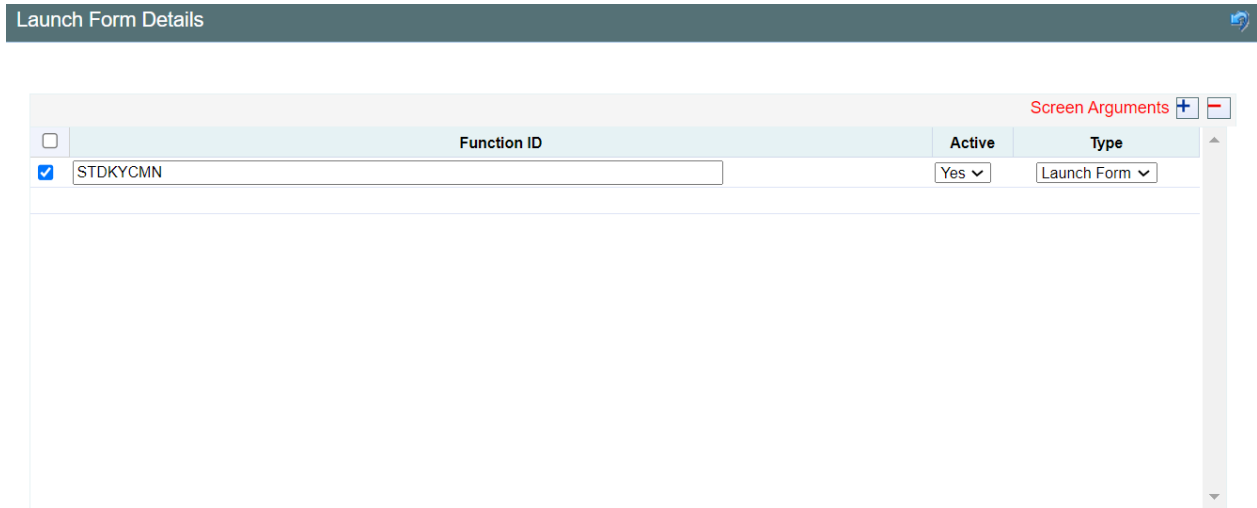 Launch Form Details
Screen Arguments
Function ID Active Type
STDKYCMN Yes Launch Form